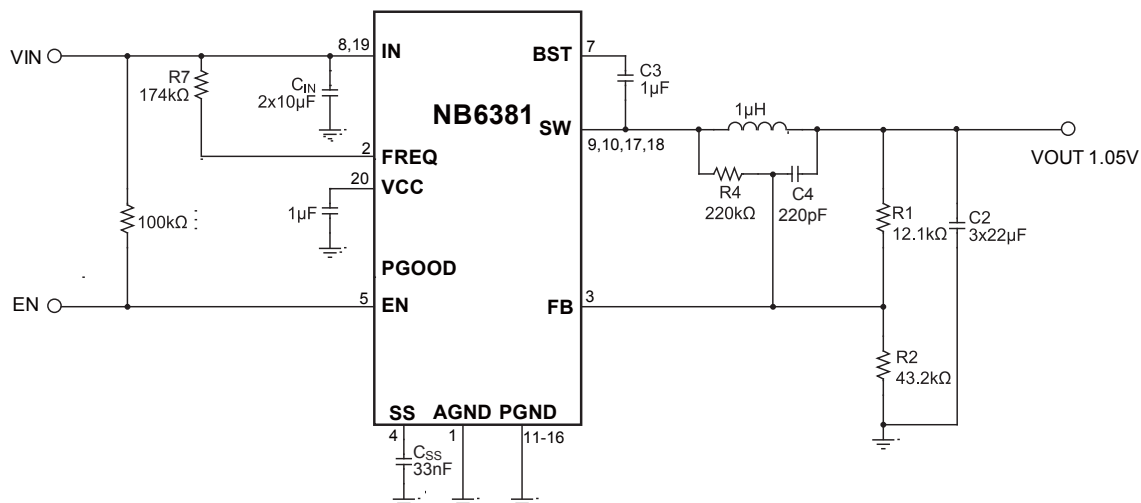 VIN
R7
174kΩ
CIN
2x10µF
8,19
IN
NB6381
BST
7
C3
1µF
SW
9,10,17,18
1µH
VOUT 1.05V
2
FREQ
20
VCC
1µF
100kΩ
R4
220kΩ
C4
220pF
R1
12.1kΩ
C2
3x22µF
PGOOD
EN
5
EN
FB
3
R2
43.2kΩ
SS
AGND
PGND
4
1
11-16
CSS
33nF